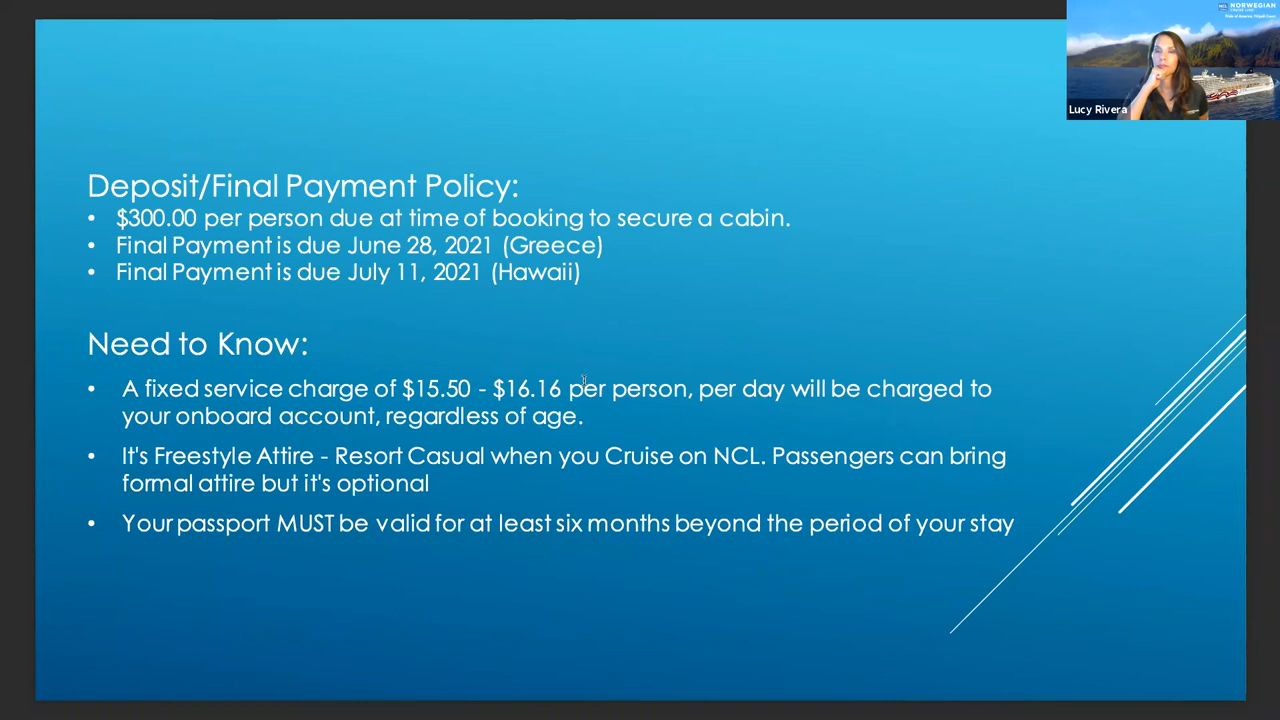 NCL NORWEGIAN
CRUISE LINE
Lucy Rivera
Deposit/Final Payment Policy:
• $300.00 per person due at time of booking to secure a cabin.
• Final Payment is due June 28, 2021 (Greece)
• Final Payment is due July 11, 2021 (Hawaii)
Need to Know:
• A fixed service charge of $15.50 - $16.16 per person, per day will be charged to
your onboard account, regardless of age.
• It's Freestyle Attire - Resort Casual when you Cruise on NCL. Passengers can bring
formal attire but it's optional
• Your passport MUST be valid for at least six months beyond the period of your stay